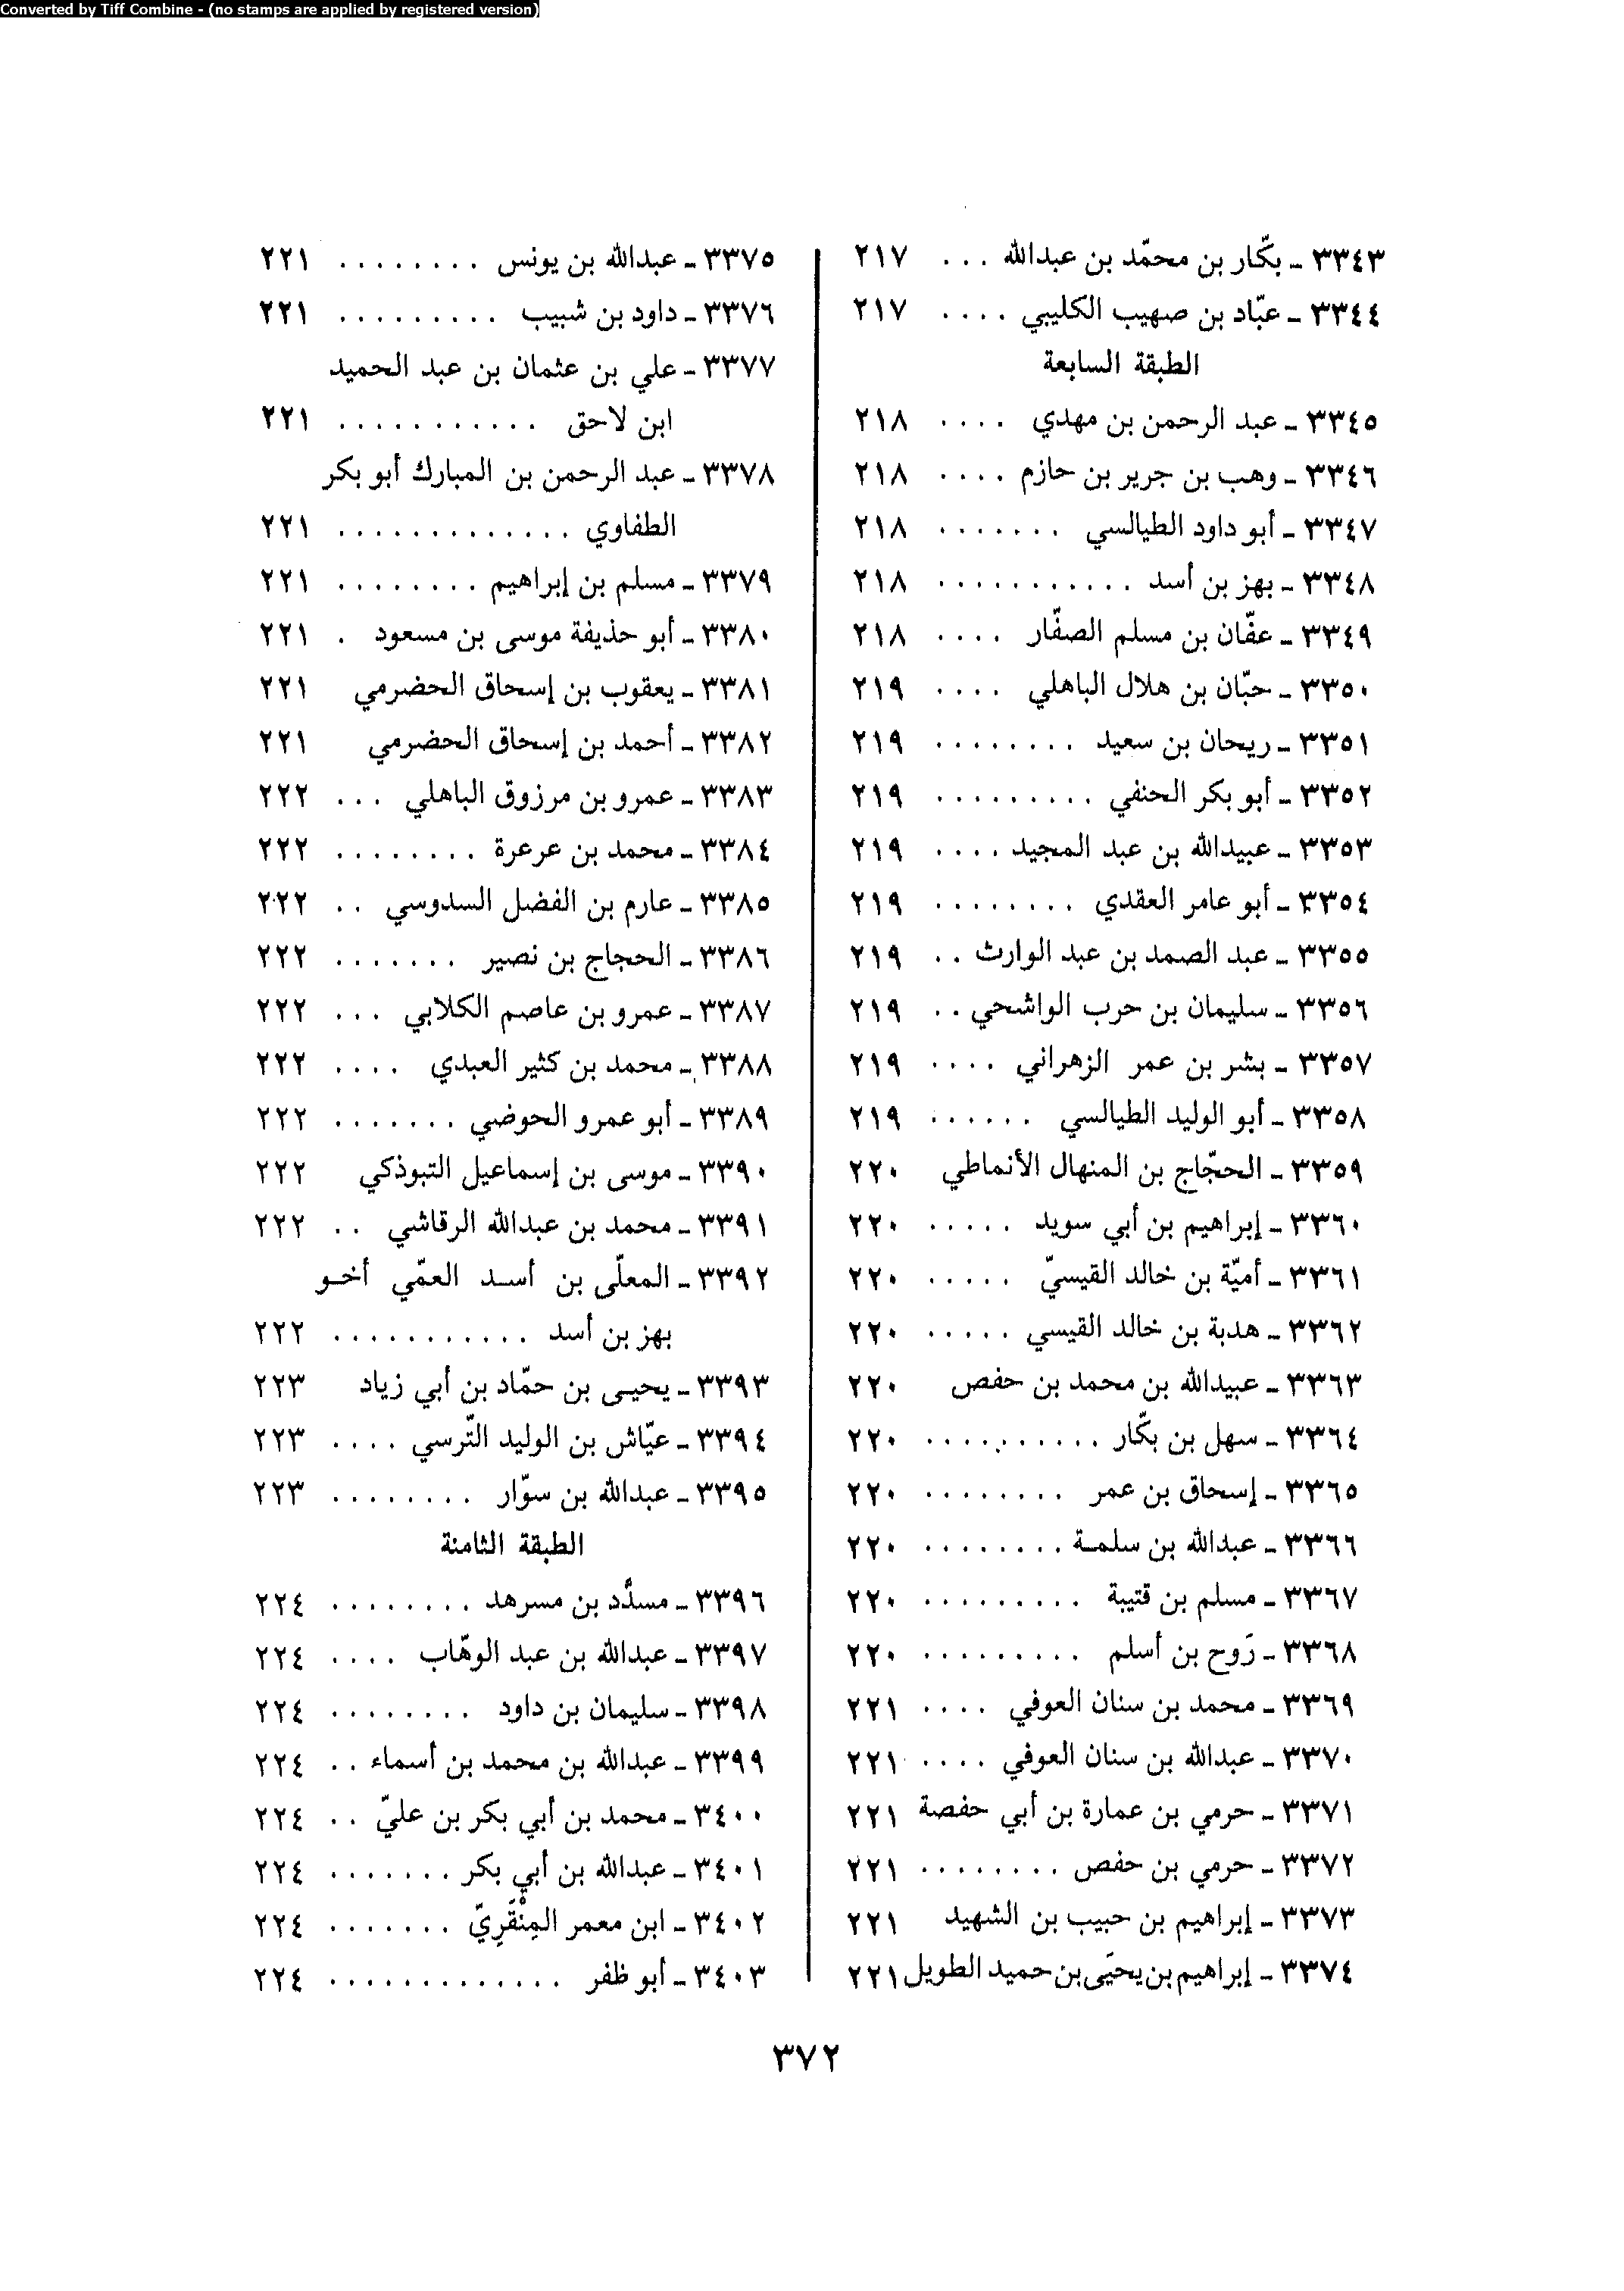 Converted by Tiff Combine - (no stamps are applied by registered version)
٣٣٤٣ - بكّار بن محمّد بن عبدالله ... ٢١٧
٣٣٤٤ - عبّاد بن صهيب الكليبي .... ٢١٧
الطبقة السابعة
٣٣٤٥ - عبد الرحمن بن مهدي .... ٢١٨
٣٣٤٦ - وهب بن جرير بن حازم .... ٢١٨
٣٣٤٧ - أبو داود الطيالسي ....... ٢١٨
٣٣٤٨ - بهز بن أسد ........... ٢١٨
٣٣٤٩ - عفّان بن مسلم الصفّار .... ٢١٨
٣٣٥٠ - حبّان بن هلال الباهلي .... ٢١٩
٣٣٥١ - ريحان بن سعيد ........ ٢١٩
٣٣٥٢ - أبو بكر الحنفي ......... ٢١٩
٣٣٥٣ - عبيدالله بن عبد المجيد .... ٢١٩
٣٣٥٤ - أبو عامر العقدي ........ ٢١٩
٣٣٥٥ - عبد الصمد بن عبد الوارث .. ٢١٩
٣٣٥٦ - سليمان بن حرب الواشحي .. ٢١٩
٣٣٥٧ - بشر بن عمر الزهراني .... ٢١٩
٣٣٥٨ - أبو الوليد الطيالسي ...... ٢١٩
٣٣٥٩ - الحجّاج بن المنهال الأنماطي ٢٢٠
٣٣٦٠ - إبراهيم بن أبي سويد ..... ٢٢٠
٣٣٦١ - أميّة بن خالد القيسيّ ..... ٢٢٠
٣٣٦٢ - هدبة بن خالد القيسي ..... ٢٢٠
٣٣٦٣ - عبيدالله بن محمد بن حفص ٢٢٠
٣٣٦٤ - سهل بن بكّار .......... ٢٢٠
٣٣٦٥ - إسحاق بن عمر ........ ٢٢٠
٣٣٦٦ - عبدالله بن سلمة ........ ٢٢٠
٣٣٦٧ - مسلم بن قتيبة ......... ٢٢٠
٣٣٦٨ - رَوح بن أسلم ......... ٢٢٠
٣٣٦٩ - محمد بن سنان العوفي .... ٢٢١
٣٣٧٠ - عبدالله بن سنان العوفي .... ٢٢١
٣٣٧١ - حرمي بن عمارة بن أبي حفصة ٢٢١
٣٣٧٢ - حرمي بن حفص ........ ٢٢١
٣٣٧٣ - إبراهيم بن حبيب بن الشهيد ٢٢١
٣٣٧٤ - إبراهيم بن يحيَى بن حميد الطويل ٢٢١
٣٣٧٥ - عبدالله بن يونس ........ ٢٢١
٣٣٧٦ - داود بن شبيب ......... ٢٢١
٣٣٧٧ - علي بن عثمان بن عبد الحميد
ابن لاحق ........... ٢٢١
٣٣٧٨ - عبد الرحمن بن المبارك أبو بكر
الطفاوي ............. ٢٢١
٣٣٧٩ - مسلم بن إبراهيم ........ ٢٢١
٣٣٨٠ - أبو حذيفة موسى بن مسعود . ٢٢١
٣٣٨١ - يعقوب بن إسحاق الحضرمي ٢٢١
٣٣٨٢ - أحمد بن إسحاق الحضرمي ٢٢١
٣٣٨٣ - عمرو بن مرزوق الباهلي ... ٢٢٢
٣٣٨٤ - محمد بن عرعرة ........ ٢٢٢
٣٣٨٥ - عارم بن الفضل السدوسي .. ٢٢٢
٣٣٨٦ - الحجاج بن نصير ....... ٢٢٢
٣٣٨٧ - عمرو بن عاصم الكلابي ... ٢٢٢
٣٣٨٨ - محمد بن كثير العبدي .... ٢٢٢
٣٣٨٩ - أبو عمرو الحوضي ....... ٢٢٢
٣٣٩٠ - موسى بن إسماعيل التبوذكي ٢٢٢
٣٣٩١ - محمد بن عبدالله الرقاشي .. ٢٢٢
٣٣٩٢ - المعلّى بن أسد العمّي أخو
بهز بن أسد ........... ٢٢٢
٣٣٩٣ - يحيى بن حمّاد بن أبي زياد ٢٢٣
٣٣٩٤ - عيّاش بن الوليد التّرسي .... ٢٢٣
٣٣٩٥ - عبدالله بن سوّار ........ ٢٢٣
الطبقة الثامنة
٣٣٩٦ - مسدَّد بن مسرهد ........ ٢٢٤
٣٣٩٧ - عبدالله بن عبد الوهّاب .... ٢٢٤
٣٣٩٨ - سليمان بن داود ........ ٢٢٤
٣٣٩٩ - عبدالله بن محمد بن أسماء .. ٢٢٤
٣٤٠٠ - محمد بن أبي بكر بن عليّ .. ٢٢٤
٣٤٠١ - عبدالله بن أبي بكر ....... ٢٢٤
٣٤٠٢ - ابن معمر المِنْقَرِيّ ....... ٢٢٤
٣٤٠٣ - أبو ظفر ............. ٢٢٤
٣٧٢